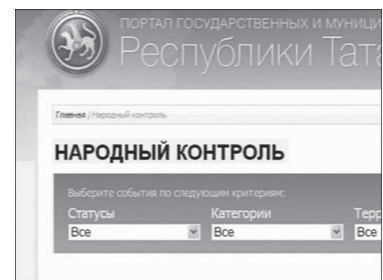 ПОРТАЛ ГОСУДАРСТВЕННЫХ И МУНИЦИ
Республики Тата
Главная / Народный контроль
НАРОДНЫЙ КОНТРОЛЬ
Выберите события по следующим критериям:
Статусы Категории Терр
Все Все Все